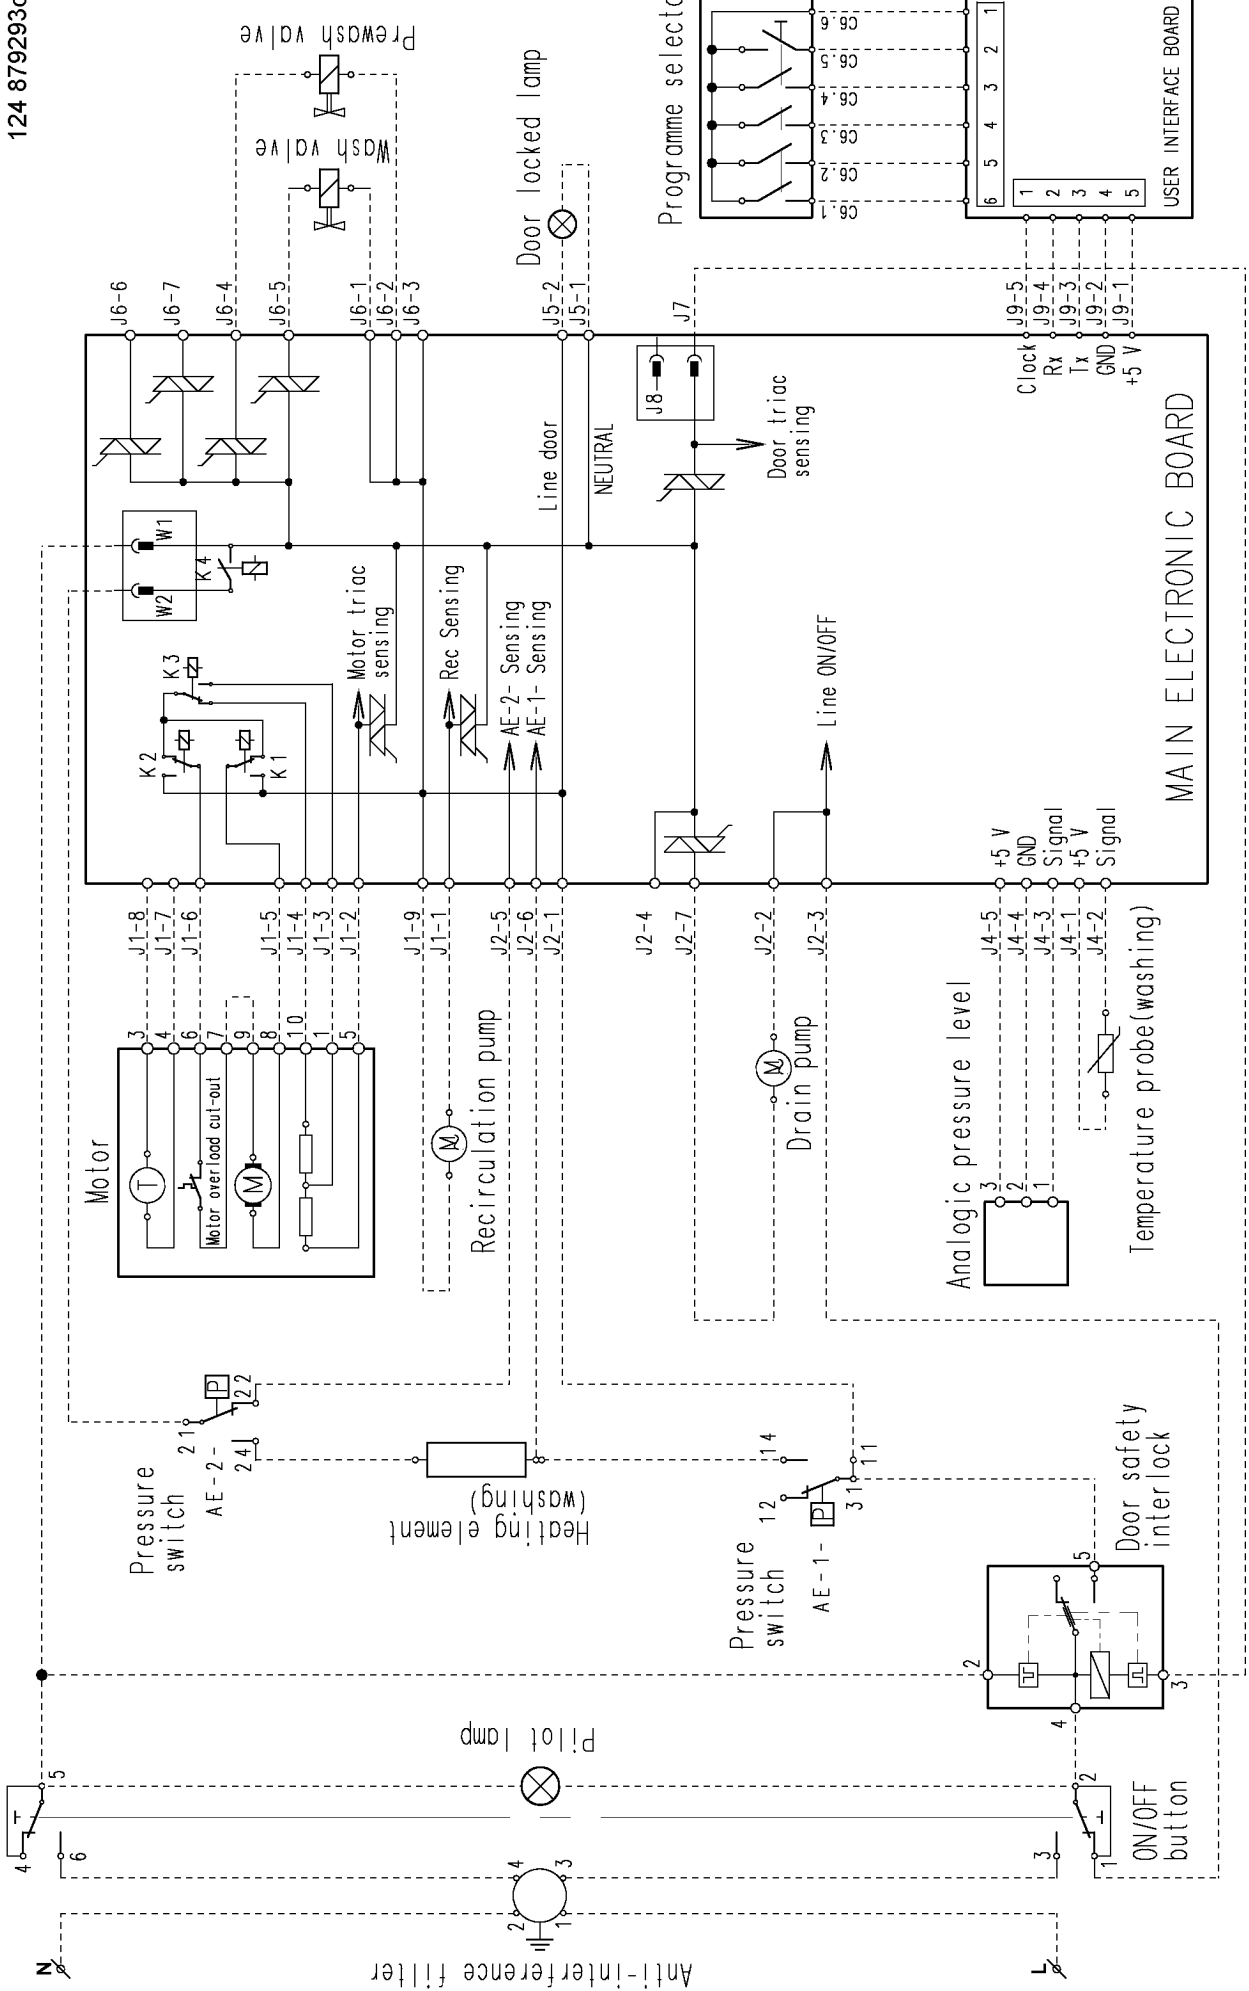 124 879293
Prewash valve
Wash valve
Door locked lamp
Programme selecto
C6.6
C6.5
C6.4
C6.3
C6.2
C6.1
1
2
3
4
5
6
1
2
3
4
5
USER INTERFACE BOARD
J6-6
J6-7
J6-4
J6-5
J6-1
J6-2
J6-3
J5-2
J5-1
J7
J9-5
J9-4
J9-3
J9-2
J9-1
Clock
Rx
Tx
GND
+5 V
J8
Door triac
sensing
Line door
NEUTRAL
W1
W2
K4
K3
K2
K1
Motor triac
sensing
Rec Sensing
AE-2- Sensing
AE-1- Sensing
Line ON/OFF
MAIN ELECTRONIC BOARD
+5 V
GND
Signal
+5 V
Signal
J1-8
J1-7
J1-6
J1-5
J1-4
J1-3
J1-2
J1-9
J1-1
J2-5
J2-6
J2-1
J2-4
J2-7
J2-2
J2-3
J4-5
J4-4
J4-3
J4-1
J4-2
Motor
3
4
6
7
9
8
10
1
5
T
Motor overload cut-out
M
M
Recirculation pump
M
Drain pump
Analogic pressure level
3
2
1
Temperature probe(washing)
Pressure
switch
AE-2-
P
21
22
24
Heating element
(washing)
Pressure
switch
AE-1-
P
12
14
11
31
Door safety
interlock
2
5
4
3
Pilot lamp
ON/OFF
button
4
5
6
2
3
1
2
4
1
3
Anti-interference filter
N
L